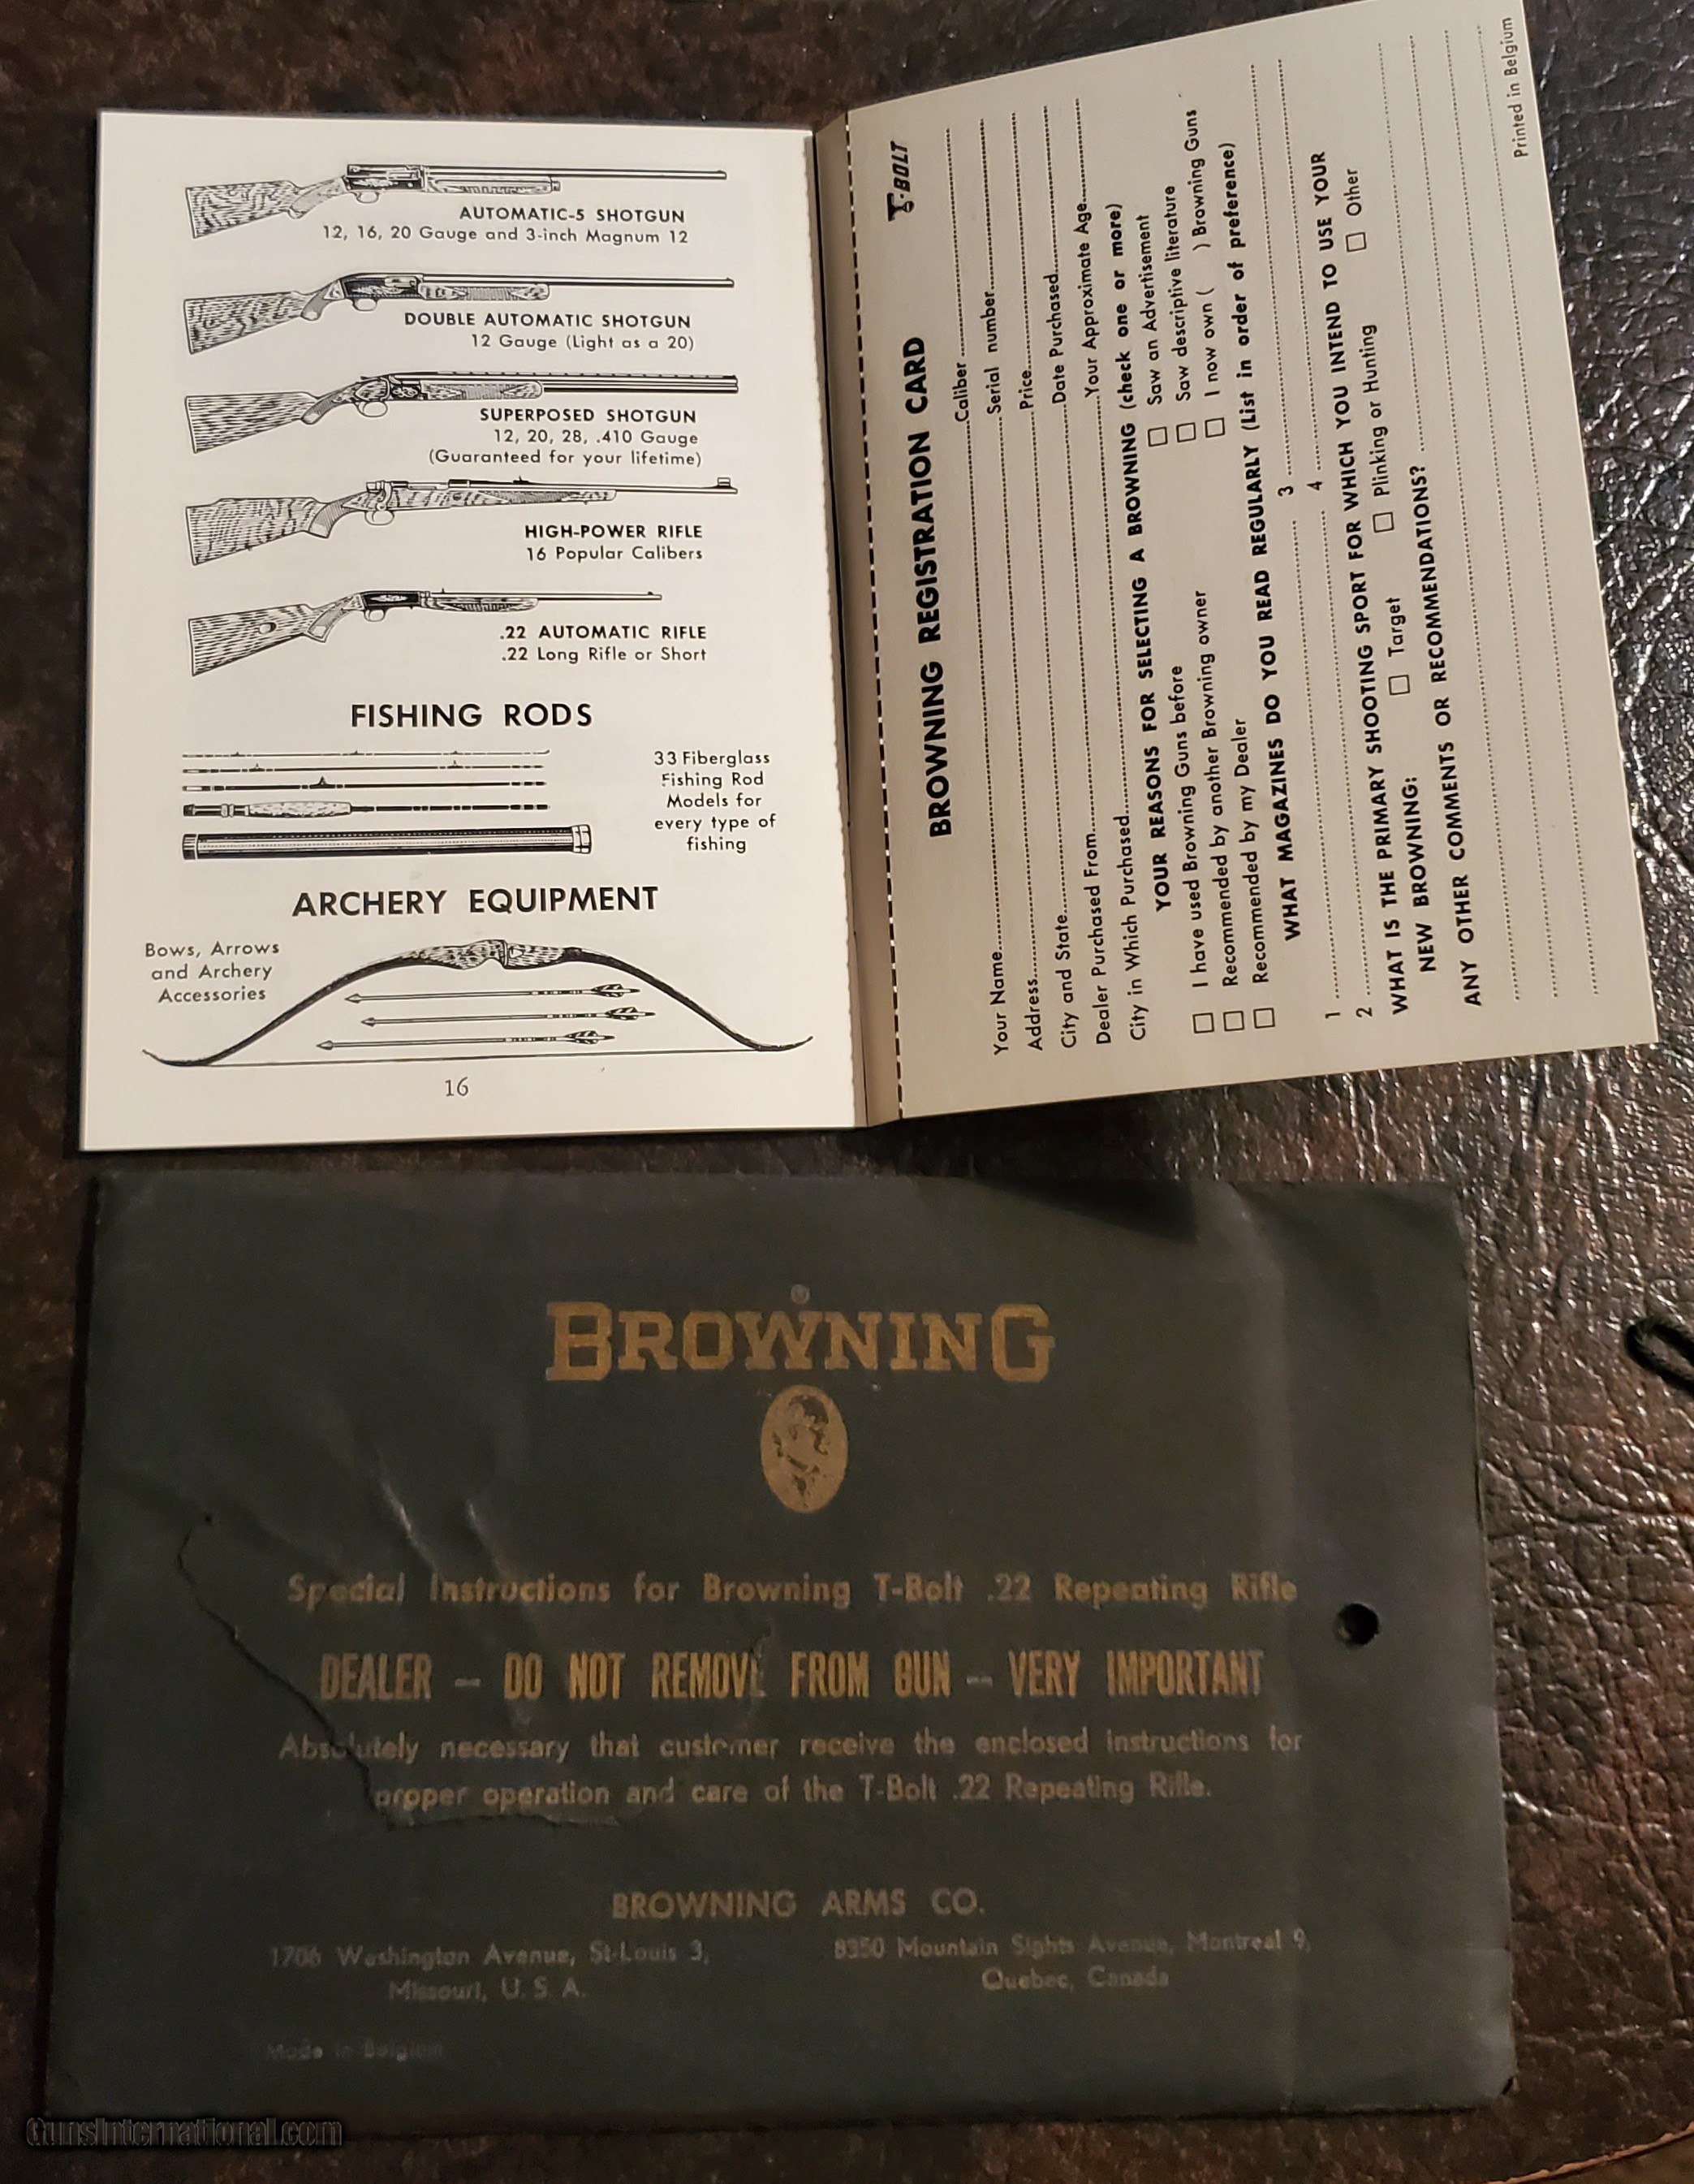 AUTOMATIC-5 SHOTGUN
12, 16, 20 Gauge and 3-inch Magnum 12
DOUBLE AUTOMATIC SHOTGUN
12 Gauge (Light as a 20)
SUPERPOSED SHOTGUN
12, 20, 28, .410 Gauge
(Guaranteed for your lifetime)
HIGH-POWER RIFLE
16 Popular Calibers
.22 AUTOMATIC RIFLE
.22 Long Rifle or Short
FISHING RODS
33 Fiberglass
Fishing Rod
Models for
every type of
fishing
ARCHERY EQUIPMENT
Bows, Arrows
and Archery
Accessories
16
T-BOLT
BROWNING REGISTRATION CARD
Caliber
Your Name Serial number
Address Price
City and State Date Purchased
Dealer Purchased From Your Approximate Age
City in Which Purchased
YOUR REASONS FOR SELECTING A BROWNING (check one or more)
I have used Browning Guns before Saw an Advertisement
Recommended by another Browning owner Saw descriptive literature
Recommended by my Dealer I now own ( ) Browning Guns
WHAT MAGAZINES DO YOU READ REGULARLY (List in order of preference)
1 3
2 4
WHAT IS THE PRIMARY SHOOTING SPORT FOR WHICH YOU INTEND TO USE YOUR
NEW BROWNING: Target Plinking or Hunting Other
ANY OTHER COMMENTS OR RECOMMENDATIONS?
Printed in Belgium
BROWNING
Special Instructions for Browning T-Bolt .22 Repeating Rifle
DEALER — DO NOT REMOVE FROM GUN — VERY IMPORTANT
Absolutely necessary that customer receive the enclosed instructions for
proper operation and care of the T-Bolt .22 Repeating Rifle.
BROWNING ARMS CO.
1706 Washington Avenue, St-Louis 3, 8350 Mountain Sights Avenue, Montreal 9,
Missouri, U. S. A. Quebec, Canada
Made in Belgium
GunsInternational.com